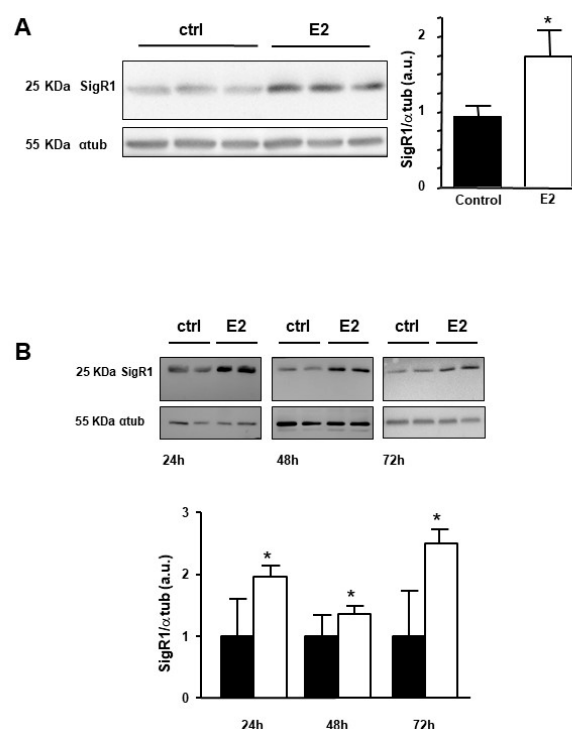 A
ctrl E2
25 KDa SigR1
55 KDa αtub
SigR1/αtub (a.u.)
2
1
2
*
Control E2
B
ctrl E2 ctrl E2 ctrl E2
25 KDa SigR1
55 KDa αtub
24h 48h 72h
SigR1/αtub (a.u.)
3
2
1
0
* * *
24h 48h 72h